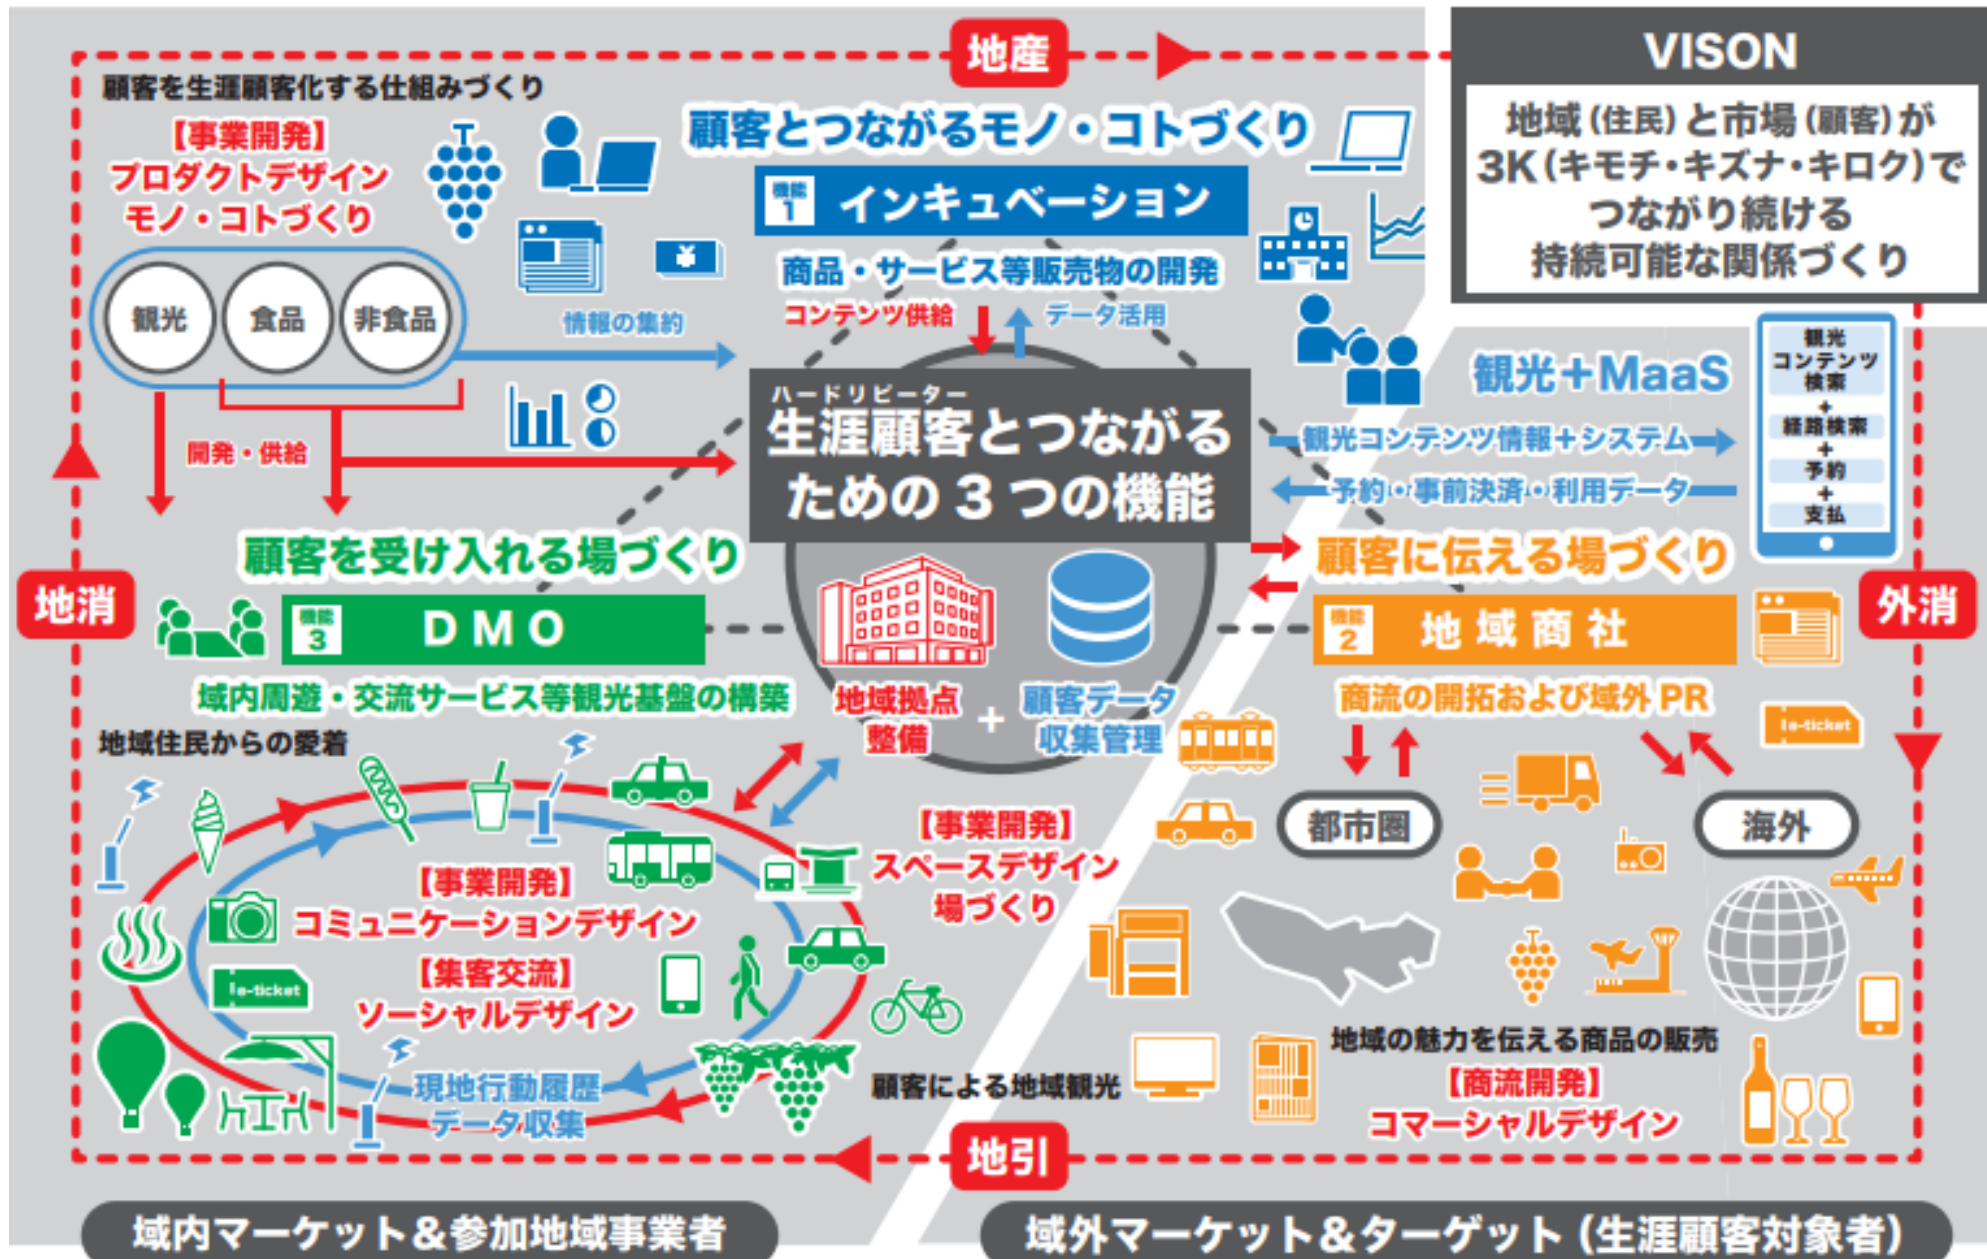 地産
VISON
地域(住民)と市場(顧客)が
3K(キモチ・キズナ・キロク)で
つながり続ける
持続可能な関係づくり
顧客を生涯顧客化する仕組みづくり
【事業開発】
プロダクトデザイン
モノ・コトづくり
観光
食品
非食品
情報の集約
開発・供給
顧客とつながるモノ・コトづくり
機能
1
インキュベーション
商品・サービス等販売物の開発
コンテンツ供給
データ活用
ハードリピーター
生涯顧客とつながる
ための3つの機能
地域拠点
整備
+
顧客データ
収集管理
観光+MaaS
観光コンテンツ情報+システム
予約・事前決済・利用データ
観光
コンテンツ
検索
+
経路検索
+
予約
+
支払
地消
顧客を受け入れる場づくり
機能
3
DMO
域内周遊・交流サービス等観光基盤の構築
地域住民からの愛着
【事業開発】
コミュニケーションデザイン
【集客交流】
ソーシャルデザイン
e-ticket
現地行動履歴
データ収集
【事業開発】
スペースデザイン
場づくり
顧客による地域観光
顧客に伝える場づくり
機能
2
地域商社
商流の開拓および域外PR
外消
e-ticket
都市圏
海外
地域の魅力を伝える商品の販売
【商流開発】
コマーシャルデザイン
地引
域内マーケット&参加地域事業者
域外マーケット&ターゲット(生涯顧客対象者)